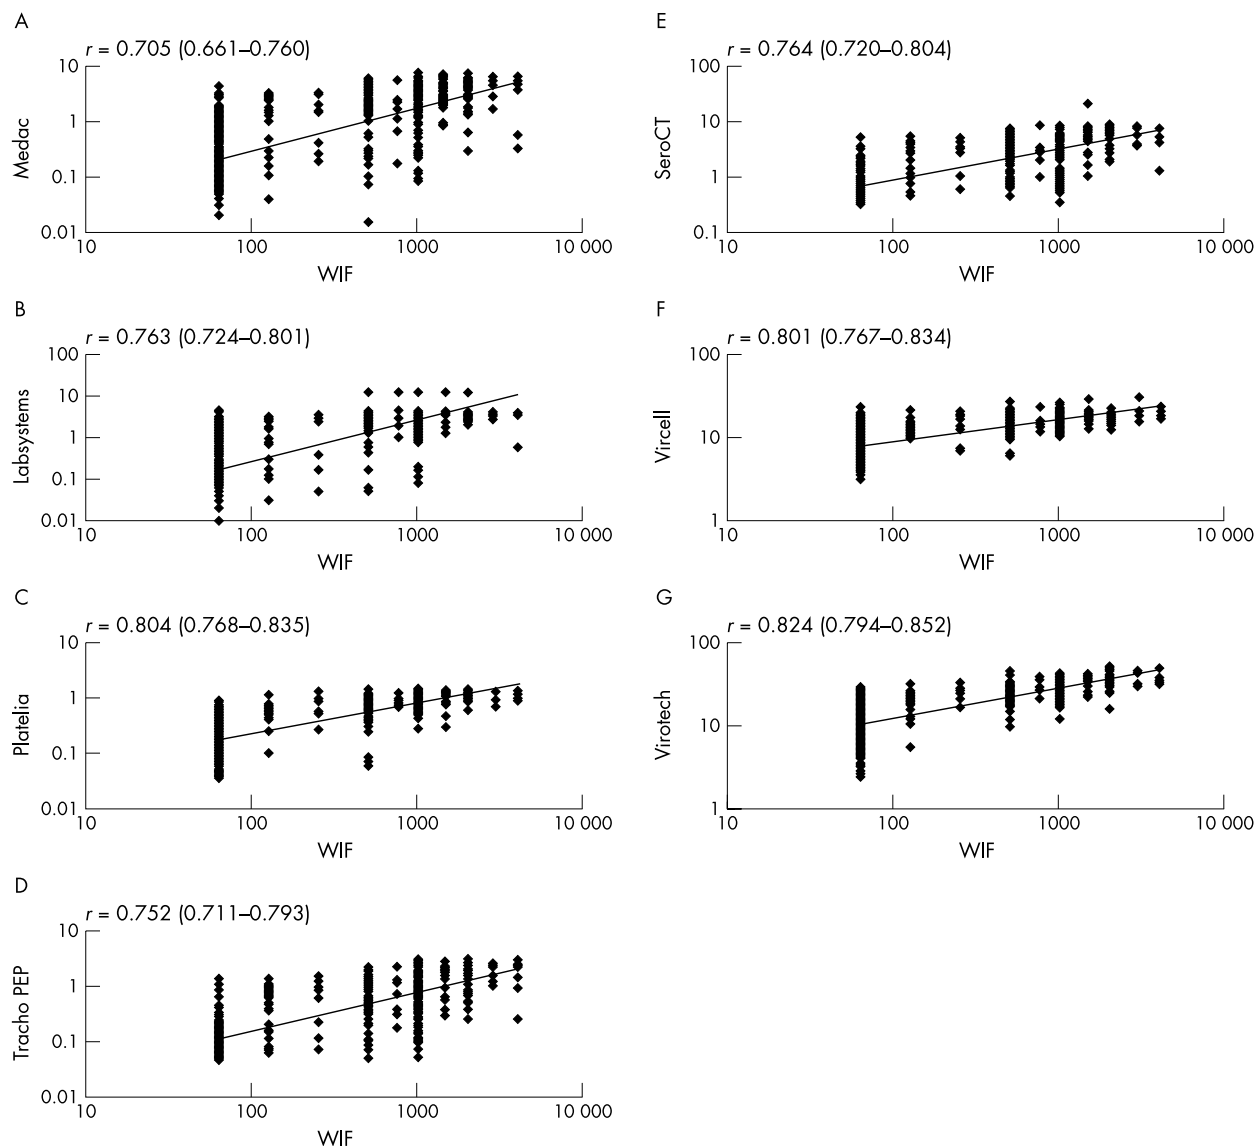 A
r = 0.705 (0.661–0.760)
10
1
0.1
0.01
Medac
10
100
1000
10 000
WIF
B
r = 0.763 (0.724–0.801)
100
10
1
0.1
0.01
Labsystems
10
100
1000
10 000
WIF
C
r = 0.804 (0.768–0.835)
10
1
0.1
0.01
Platelia
10
100
1000
10 000
WIF
D
r = 0.752 (0.711–0.793)
10
1
0.1
0.01
Tracho PEP
10
100
1000
10 000
WIF
E
r = 0.764 (0.720–0.804)
100
10
1
0.1
SeroCT
10
100
1000
10 000
WIF
F
r = 0.801 (0.767–0.834)
100
10
1
Vircell
10
100
1000
10 000
WIF
G
r = 0.824 (0.794–0.852)
100
10
1
Virotech
10
100
1000
10 000
WIF